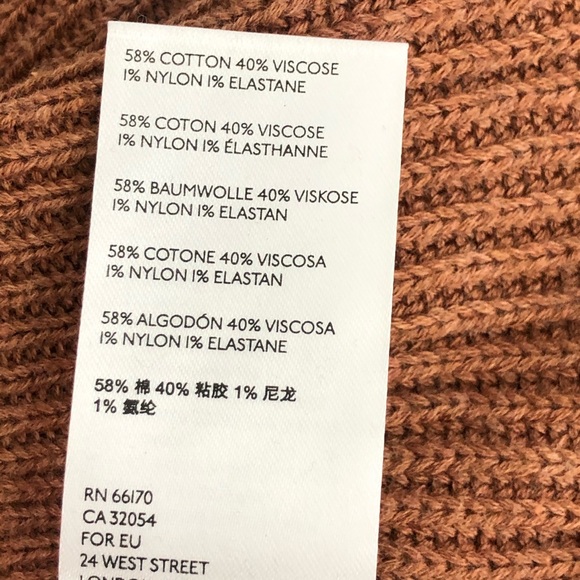 58% COTTON 40% VISCOSE
1% NYLON 1% ELASTANE
58% COTON 40% VISCOSE
1% NYLON 1% ÉLASTHANNE
58% BAUMWOLLE 40% VISKOSE
1% NYLON 1% ELASTAN
58% COTONE 40% VISCOSA
1% NYLON 1% ELASTAN
58% ALGODÓN 40% VISCOSA
1% NYLON 1% ELASTANE
58% 棉 40% 粘胶 1% 尼龙
1% 氨纶
RN 66170
CA 32054
FOR EU
24 WEST STREET